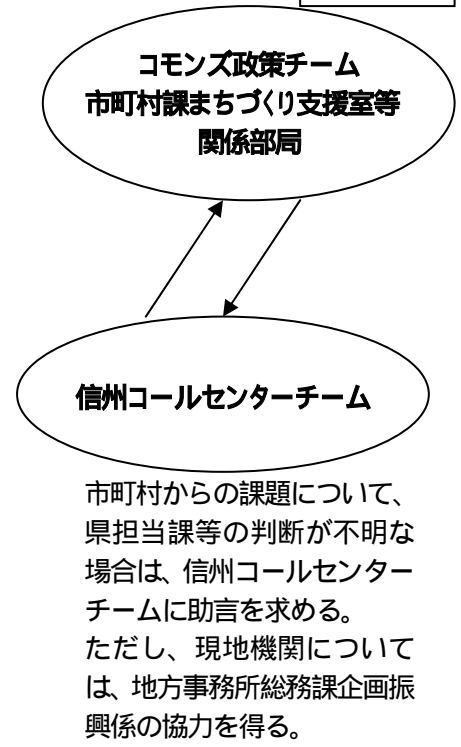 コモンズ政策チーム
市町村課まちづくり支援室等
関係部局
信州コールセンターチーム
市町村からの課題について、
県担当課等の判断が不明な
場合は、信州コールセンター
チームに助言を求める。
ただし、現地機関について
は、地方事務所総務課企画振
興係の協力を得る。